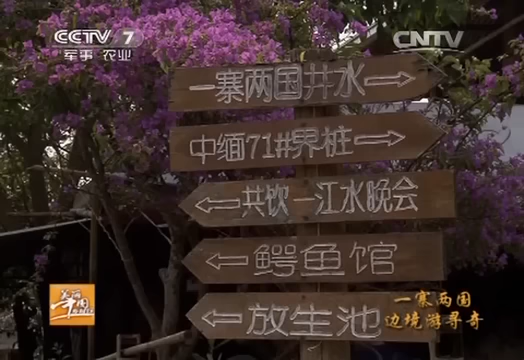 CCTV 7
军事 农业
CNTV
一寨两国井水
中缅71#界桩
共饮一江水晚会
鳄鱼馆
放生池
一寨两国
边境游寻奇